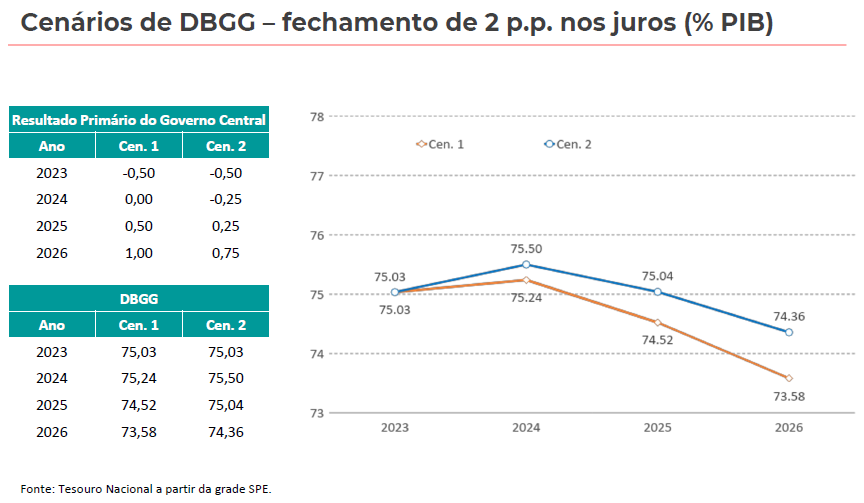 Cenários de DBGG – fechamento de 2 p.p. nos juros (% PIB)
Resultado Primário do Governo Central
Ano Cen. 1 Cen. 2
2023 -0,50 -0,50
2024 0,00 -0,25
2025 0,50 0,25
2026 1,00 0,75
DBGG
Ano Cen. 1 Cen. 2
2023 75,03 75,03
2024 75,24 75,50
2025 74,52 75,04
2026 73,58 74,36
78
Cen. 1 Cen. 2
77
76
75.50
75.03 75.04
75
75.03 75.24
74.36
74.52
74
73.58
73
2023 2024 2025 2026
Fonte: Tesouro Nacional a partir da grade SPE.